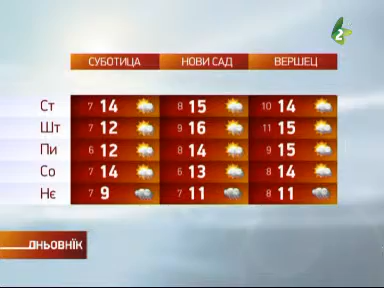 2
СУБОТИЦА НОВИ САД ВЕРШЕЦ
Ст 7 14 8 15 10 14
Шт 7 12 9 16 11 15
Пи 6 12 8 14 9 15
Со 7 14 6 13 8 14
Нє 7 9 7 11 8 11
ДНЬОВНЇК